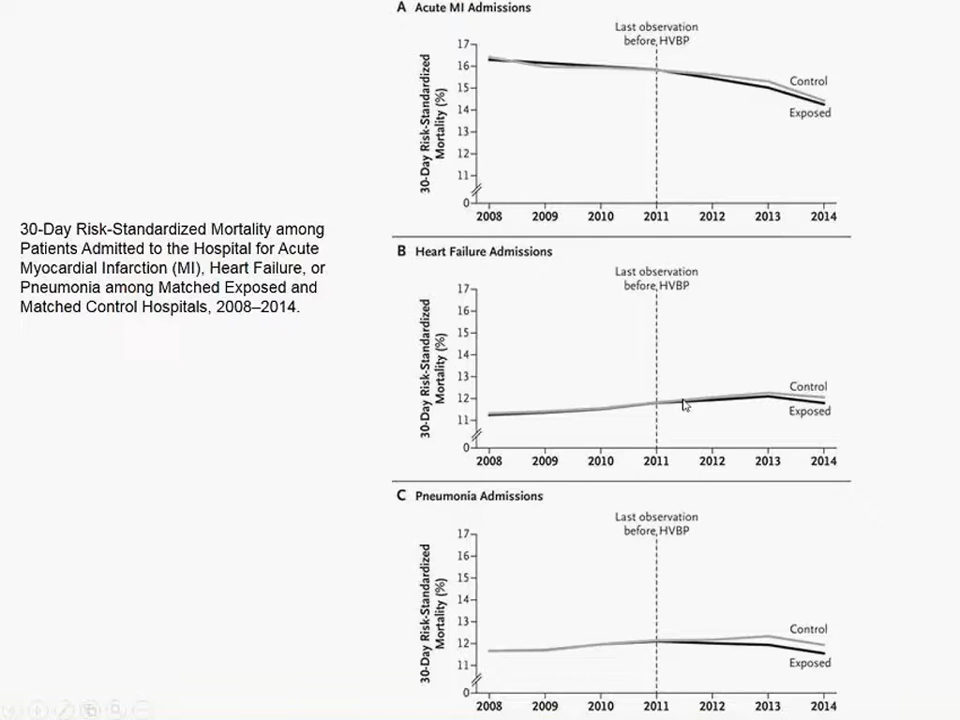 30-Day Risk-Standardized Mortality among
Patients Admitted to the Hospital for Acute
Myocardial Infarction (MI), Heart Failure, or
Pneumonia among Matched Exposed and
Matched Control Hospitals, 2008–2014.
A Acute MI Admissions
Last observation
before HVBP
30-Day Risk-Standardized
Mortality (%)
17
16
15
14
13
12
11
0
Control
Exposed
2008 2009 2010 2011 2012 2013 2014
B Heart Failure Admissions
Last observation
before HVBP
30-Day Risk-Standardized
Mortality (%)
17
16
15
14
13
12
11
0
Control
Exposed
2008 2009 2010 2011 2012 2013 2014
C Pneumonia Admissions
Last observation
before HVBP
30-Day Risk-Standardized
Mortality (%)
17
16
15
14
13
12
11
0
Control
Exposed
2008 2009 2010 2011 2012 2013 2014